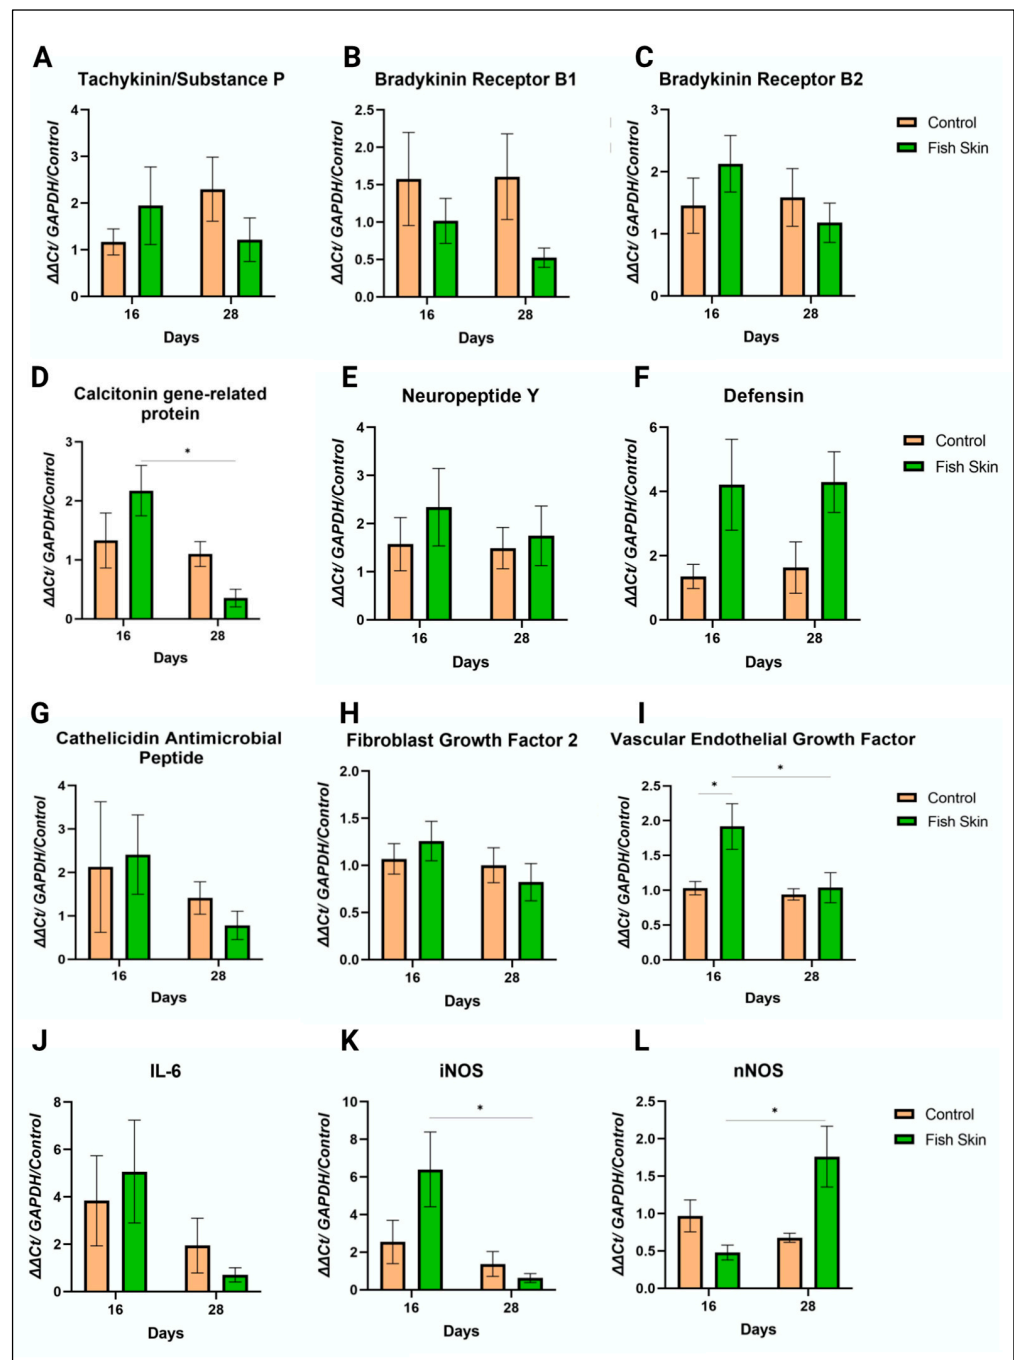 A
Tachykinin/Substance P
ΔΔCt/ GAPDH/Control
4
3
2
1
0
16
28
Days
B
Bradykinin Receptor B1
ΔΔCt/ GAPDH/Control
2.5
2.0
1.5
1.0
0.5
0.0
16
28
Days
C
Bradykinin Receptor B2
ΔΔCt/ GAPDH/Control
3
2
1
0
16
28
Days
Control
Fish Skin
D
Calcitonin gene-related
protein
ΔΔCt/ GAPDH/Control
3
2
1
0
*
16
28
Days
E
Neuropeptide Y
ΔΔCt/ GAPDH/Control
4
3
2
1
0
16
28
Days
F
Defensin
ΔΔCt/ GAPDH/Control
6
4
2
0
16
28
Days
Control
Fish Skin
G
Cathelicidin Antimicrobial
Peptide
ΔΔCt/ GAPDH/Control
4
3
2
1
0
16
28
Days
H
Fibroblast Growth Factor 2
ΔΔCt/ GAPDH/Control
2.0
1.5
1.0
0.5
0.0
16
28
Days
I
Vascular Endothelial Growth Factor
ΔΔCt/ GAPDH/Control
2.5
2.0
1.5
1.0
0.5
0.0
*
*
16
28
Days
Control
Fish Skin
J
IL-6
ΔΔCt/ GAPDH/Control
8
6
4
2
0
16
28
Days
K
iNOS
ΔΔCt/ GAPDH/Control
10
8
6
4
2
0
*
16
28
Days
L
nNOS
ΔΔCt/ GAPDH/Control
2.5
2.0
1.5
1.0
0.5
0.0
*
16
28
Days
Control
Fish Skin